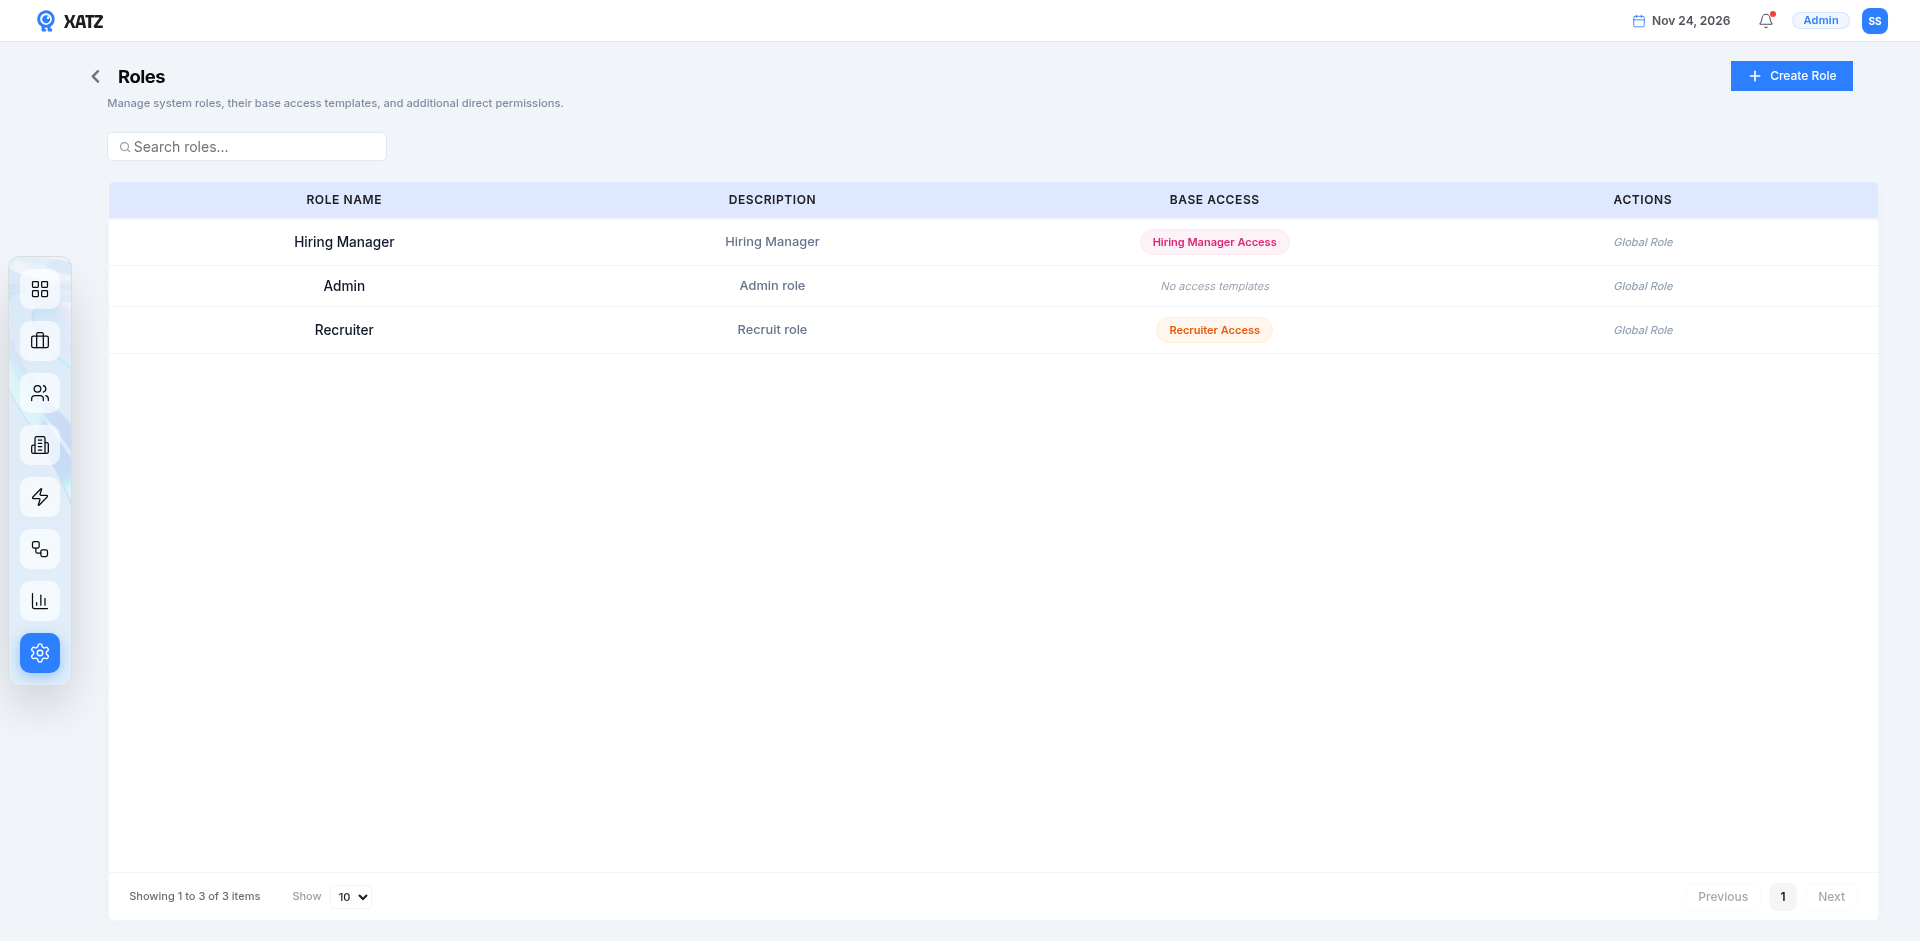 XATZ
Nov 24, 2026
Admin
SS
Roles
Create Role
Manage system roles, their base access templates, and additional direct permissions.
Search roles...
ROLE NAME DESCRIPTION BASE ACCESS ACTIONS
Hiring Manager Hiring Manager Hiring Manager Access Global Role
Admin Admin role No access templates Global Role
Recruiter Recruit role Recruiter Access Global Role
Showing 1 to 3 of 3 items Show 10 Previous 1 Next